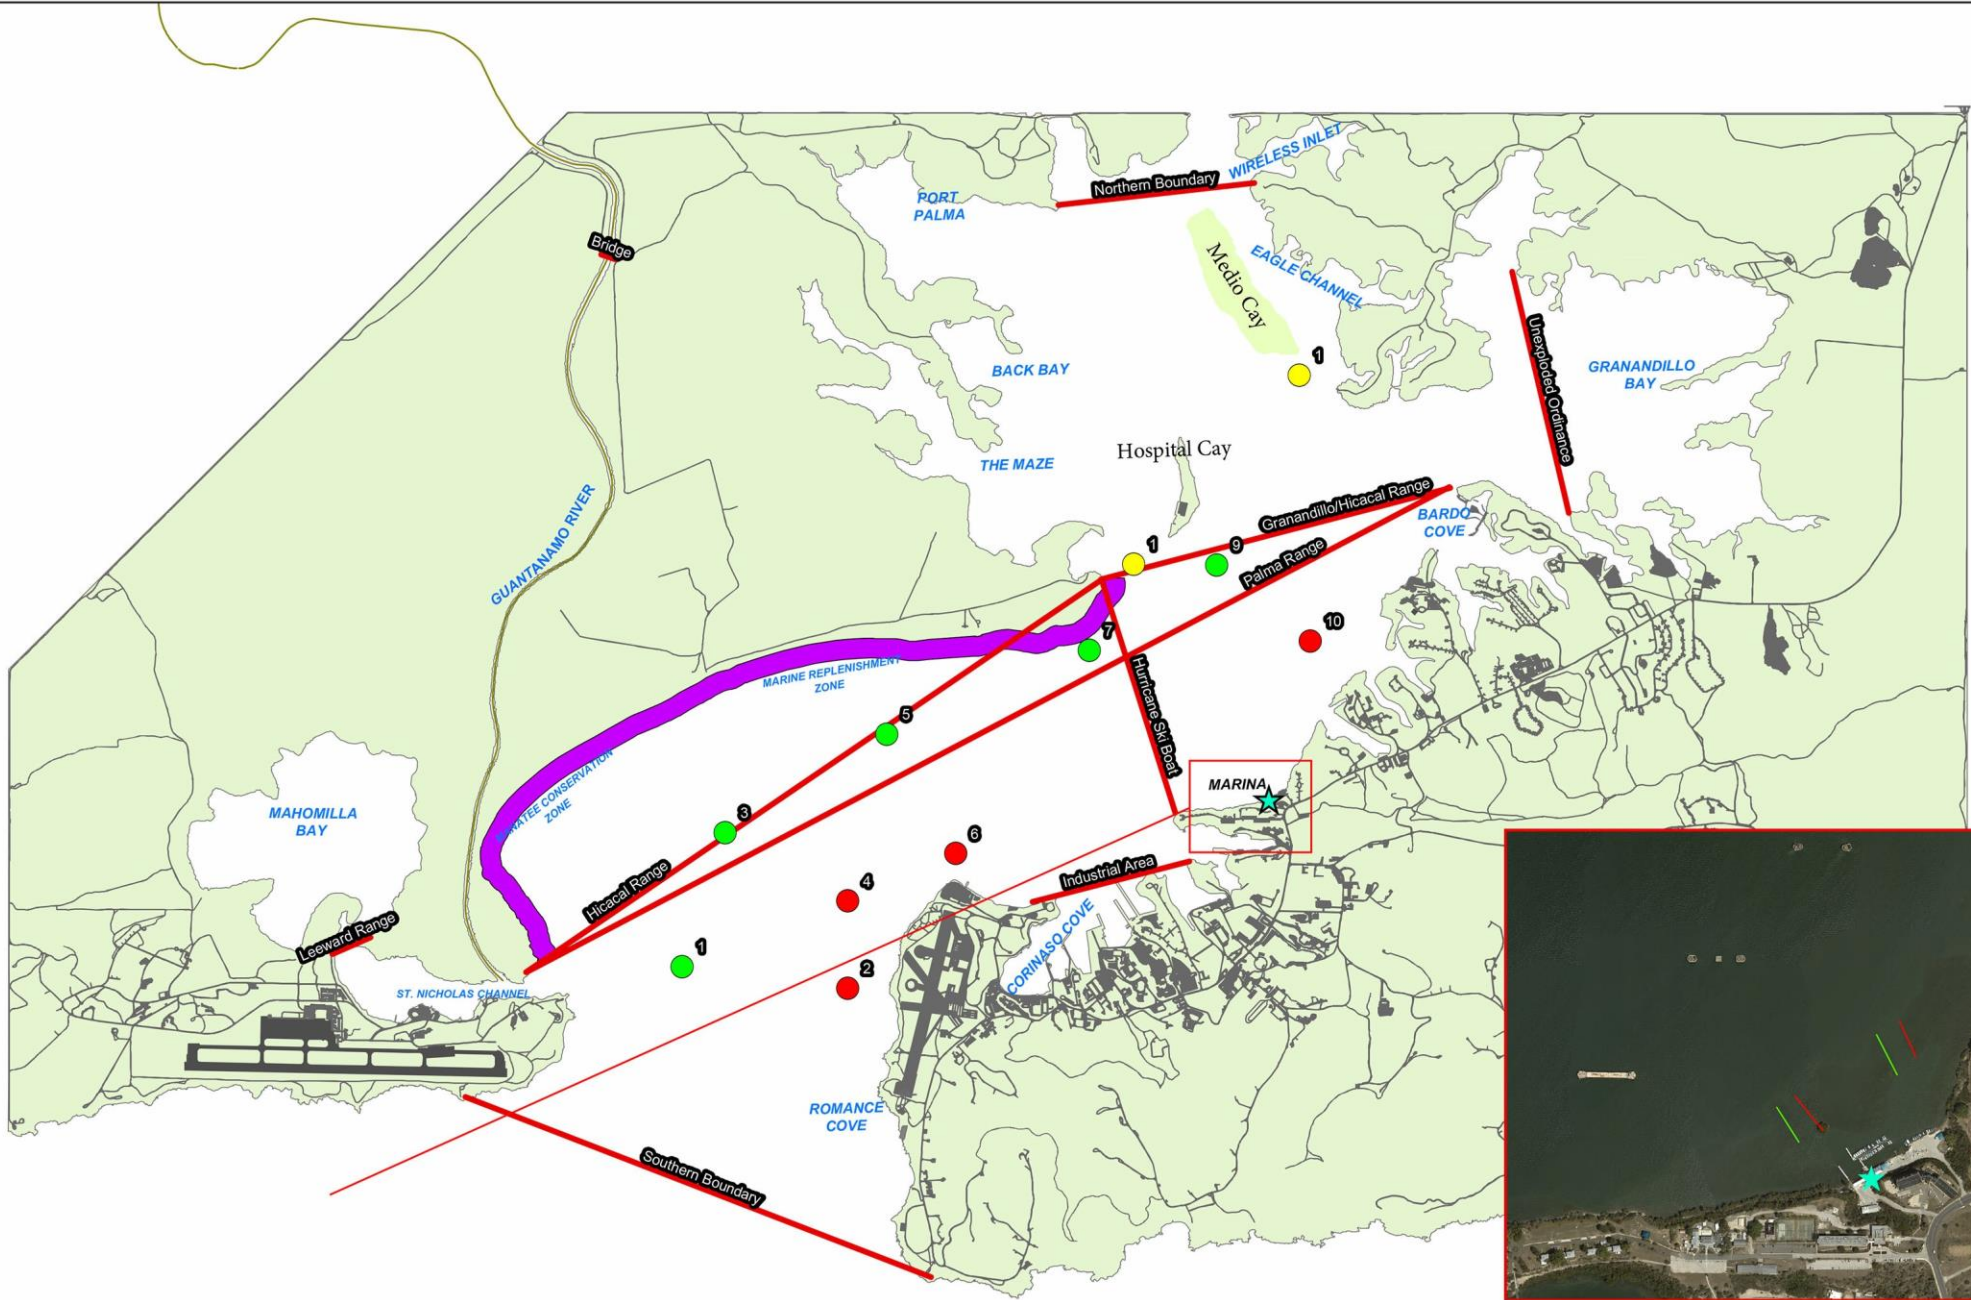 WIRELESS INLET
Northern Boundary
PORT
PALMA
Bridge
Medio Cay
EAGLE CHANNEL
Unexploded Ordinance
1
BACK BAY
GRANANDILLO
BAY
Hospital Cay
THE MAZE
GUANTANAMO RIVER
Granandillo/Hicacal Range
BARDO
COVE
1
9
Palma Range
10
7
MARINE REPLENISHMENT
ZONE
Hurricane Ski Boat
5
MANATEE CONSERVATION
ZONE
MARINA
MAHOMILLA
BAY
3
6
Industrial Area
4
Hicacal Range
Leeward Range
1
CORINASO COVE
2
ST. NICHOLAS CHANNEL
ROMANCE
COVE
Southern Boundary